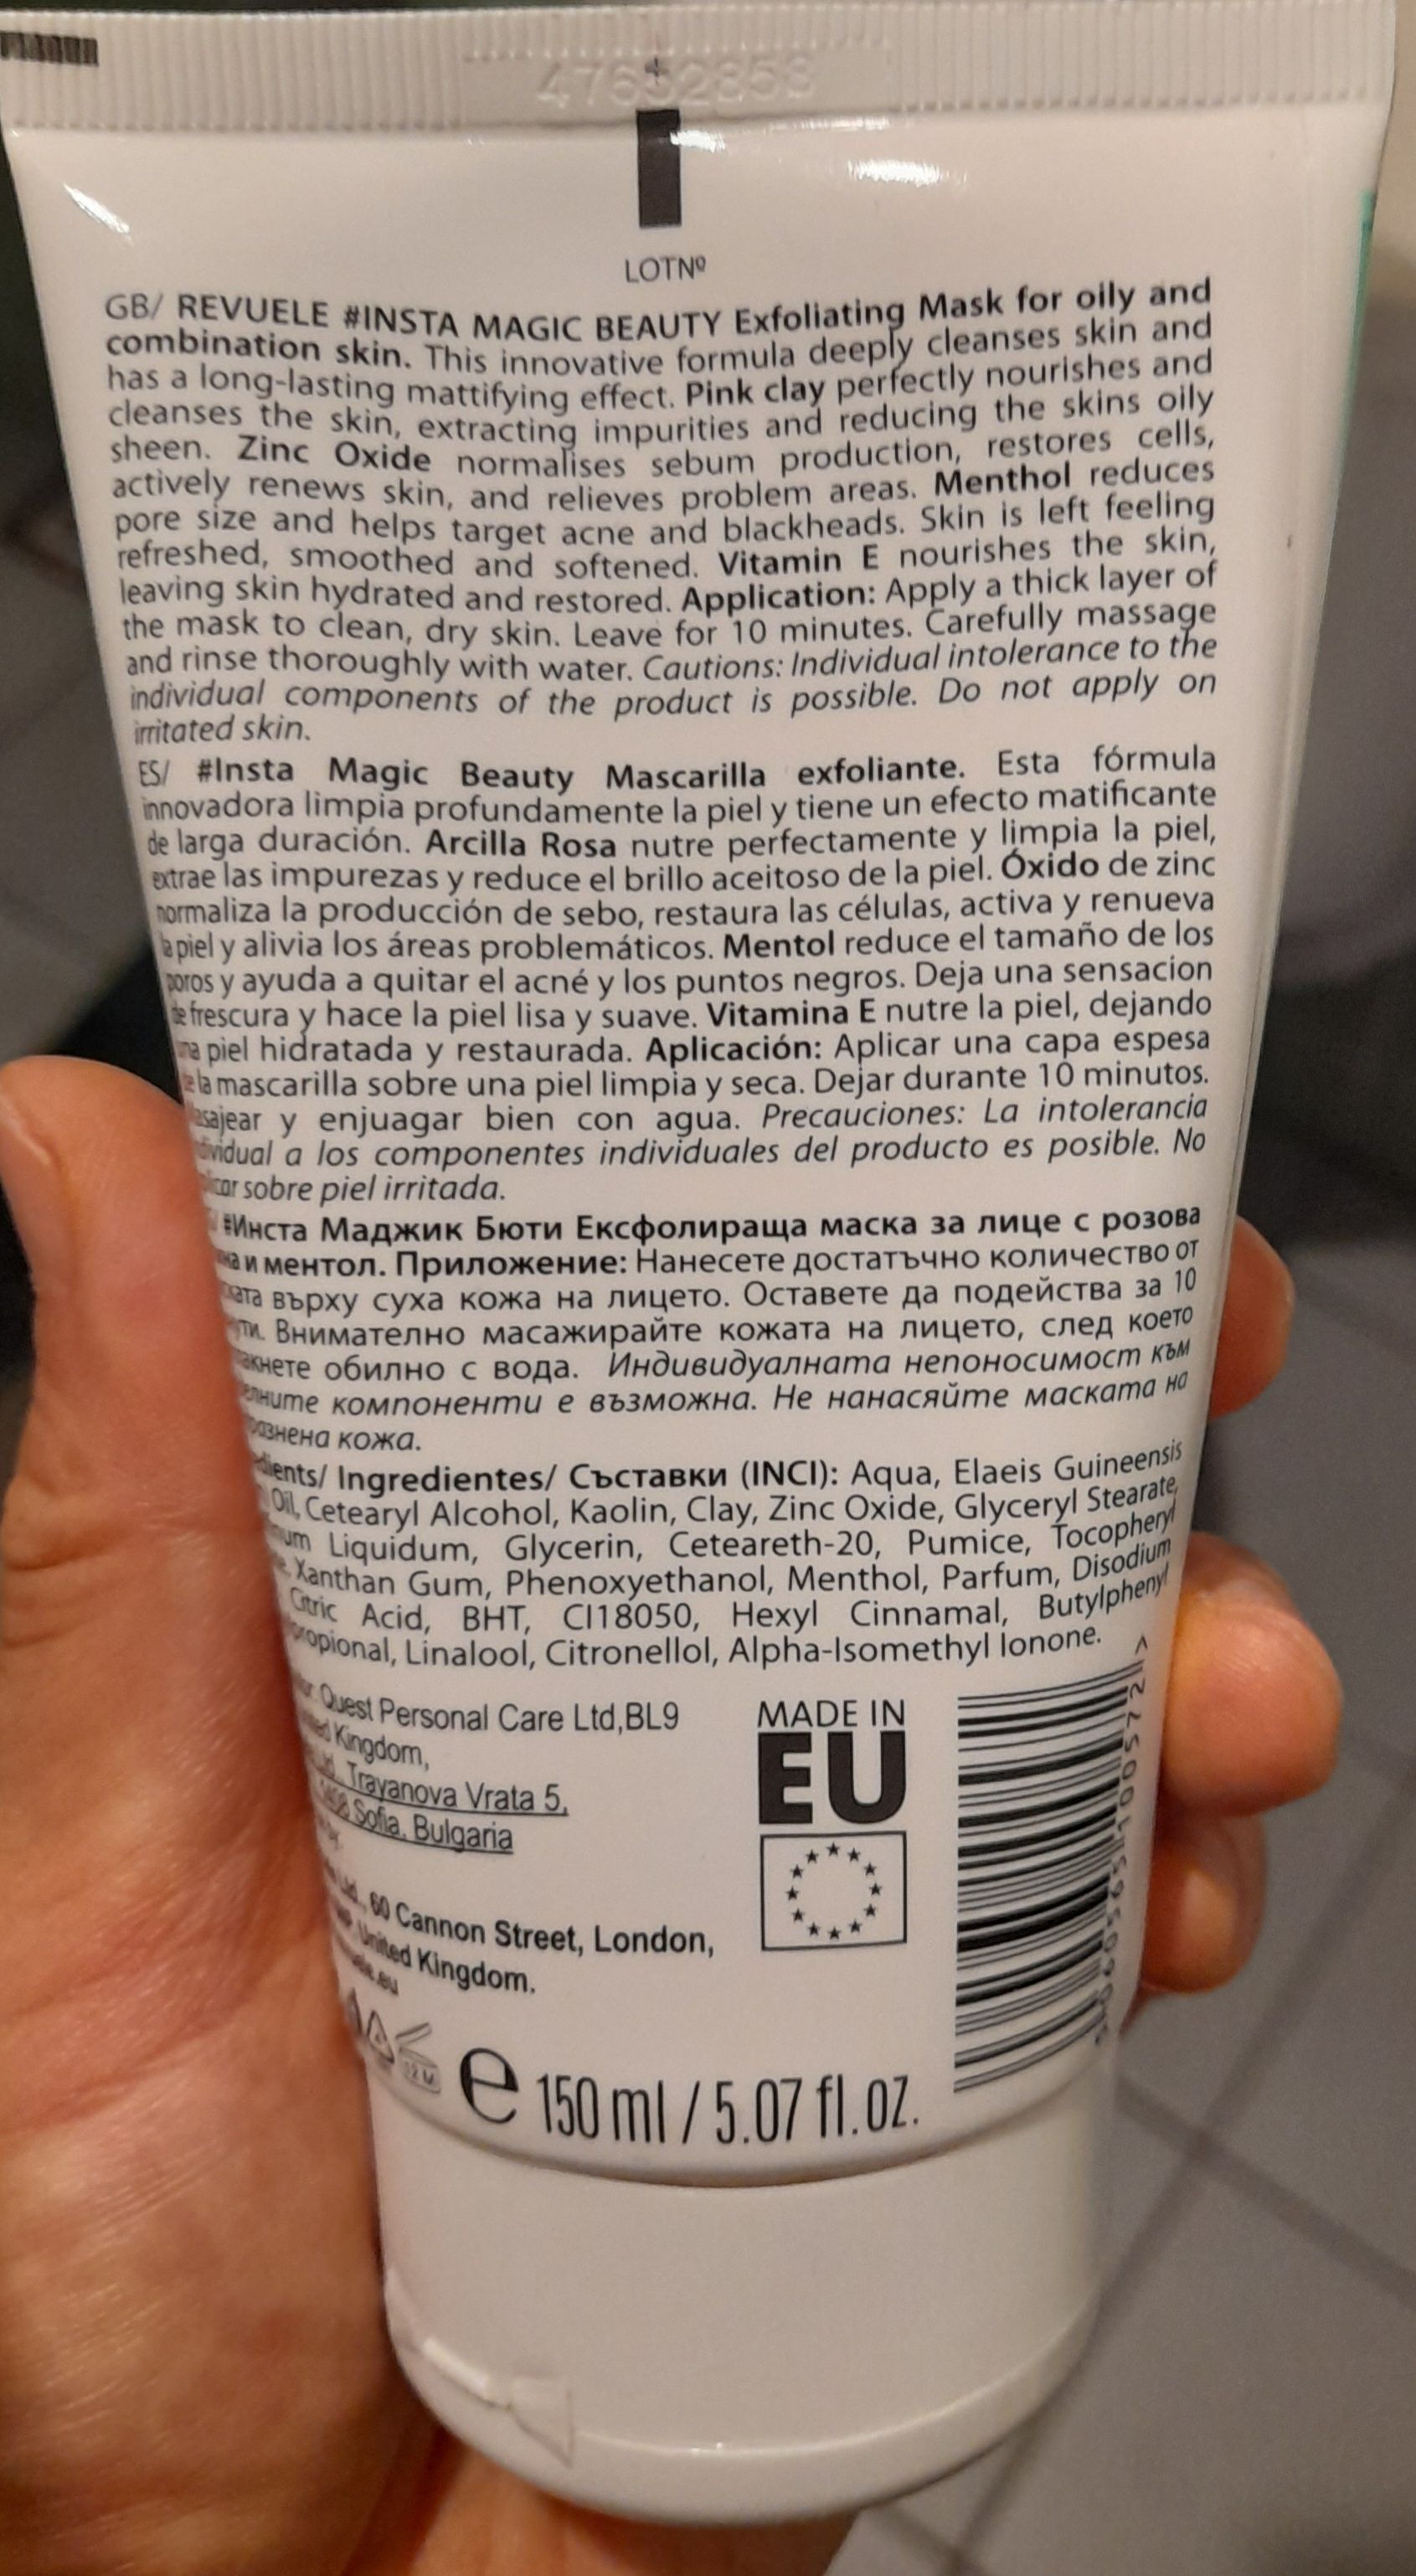 47652858
LOTNº
GB/ REVUELE #INSTA MAGIC BEAUTY Exfoliating Mask for oily and
combination skin. This innovative formula deeply cleanses skin and
has a long-lasting mattifying effect. Pink clay perfectly nourishes and
cleanses the skin, extracting impurities and reducing the skins oily
sheen. Zinc Oxide normalises sebum production, restores cells,
actively renews skin, and relieves problem areas. Menthol reduces
pore size and helps target acne and blackheads. Skin is left feeling
refreshed, smoothed and softened. Vitamin E nourishes the skin,
leaving skin hydrated and restored. Application: Apply a thick layer of
the mask to clean, dry skin. Leave for 10 minutes. Carefully massage
and rinse thoroughly with water. Cautions: Individual intolerance to the
individual components of the product is possible. Do not apply on
irritated skin.
ES/ #Insta Magic Beauty Mascarilla exfoliante. Esta fórmula
innovadora limpia profundamente la piel y tiene un efecto matificante
de larga duración. Arcilla Rosa nutre perfectamente y limpia la piel,
extrae las impurezas y reduce el brillo aceitoso de la piel. Óxido de zinc
normaliza la producción de sebo, restaura las células, activa y renueva
la piel y alivia los áreas problemáticos. Mentol reduce el tamaño de los
poros y ayuda a quitar el acné y los puntos negros. Deja una sensacion
de frescura y hace la piel lisa y suave. Vitamina E nutre la piel, dejando
piel hidratada y restaurada. Aplicación: Aplicar una capa espesa
la mascarilla sobre una piel limpia y seca. Dejar durante 10 minutos.
y enjuagar bien con agua. Precauciones: La intolerancia
a los componentes individuales del producto es posible. No
sobre piel irritada.
#Инста Маджик Бюти Ексфолираща маска за лице с розова
и ментол. Приложение: Нанесете достатъчно количество от
върху суха кожа на лицето. Оставете да подейства за 10
Внимателно масажирайте кожата на лицето, след което
обилно с вода. Индивидуалната непоносимост към
компоненти е възможна. Не нанасяйте маската на
кожа.
Ingredientes/ Съставки (INCI): Aqua, Elaeis Guineensis
Oil, Cetearyl Alcohol, Kaolin, Clay, Zinc Oxide, Glyceryl Stearate,
Liquidum, Glycerin, Ceteareth-20, Pumice, Tocopheryl
Xanthan Gum, Phenoxyethanol, Menthol, Parfum, Disodium
Citric Acid, BHT, CI18050, Hexyl Cinnamal, Butylphenyl
Linalool, Citronellol, Alpha-Isomethyl Ionone.
Quest Personal Care Ltd,BL9
Kingdom,
Trayanova Vrata 5,
Sofia, Bulgaria
60 Cannon Street, London,
United Kingdom.
MADE IN
EU
12 M
e 150 ml / 5.07 fl.oz.